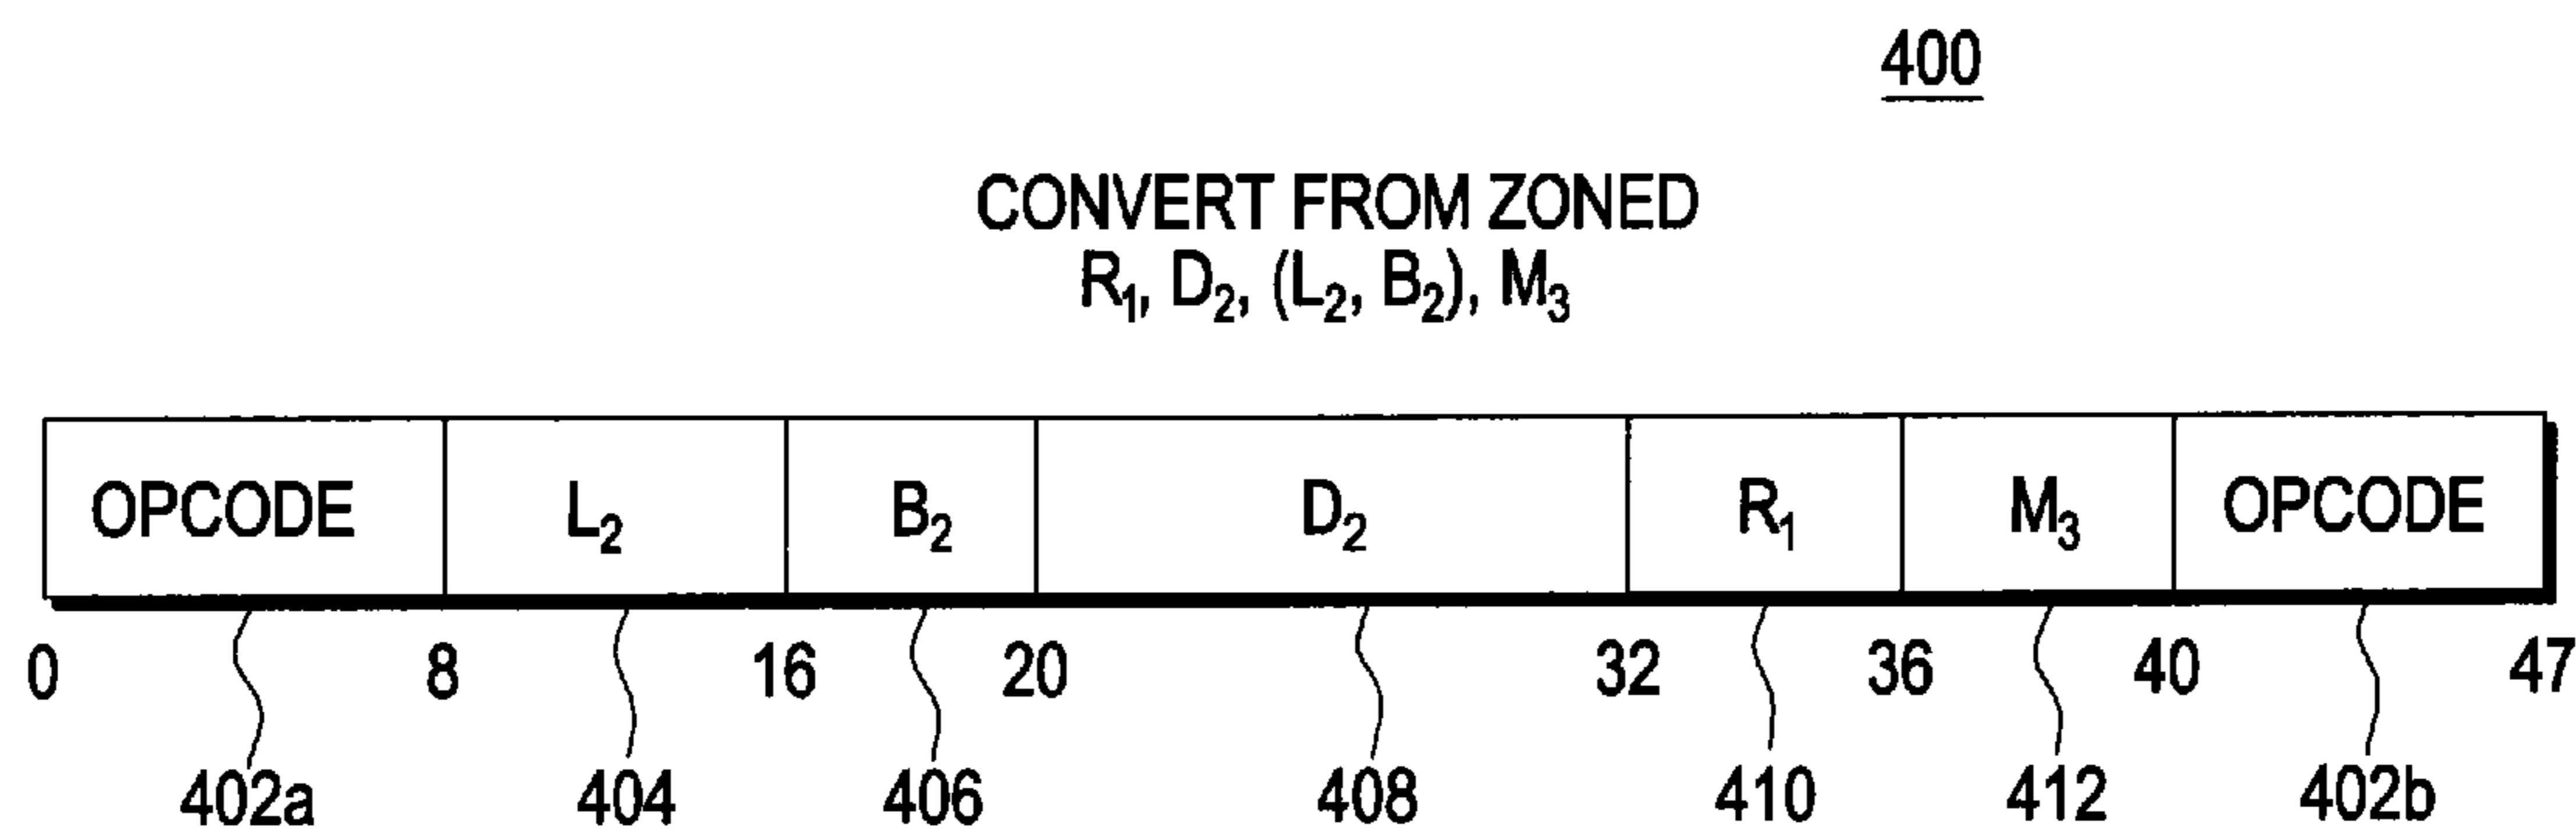 400
CONVERT FROM ZONED
R₁, D₂, (L₂, B₂), M₃
OPCODE L₂ B₂ D₂ R₁ M₃ OPCODE
0 8 16 20 32 36 40 47
402a 404 406 408 410 412 402b